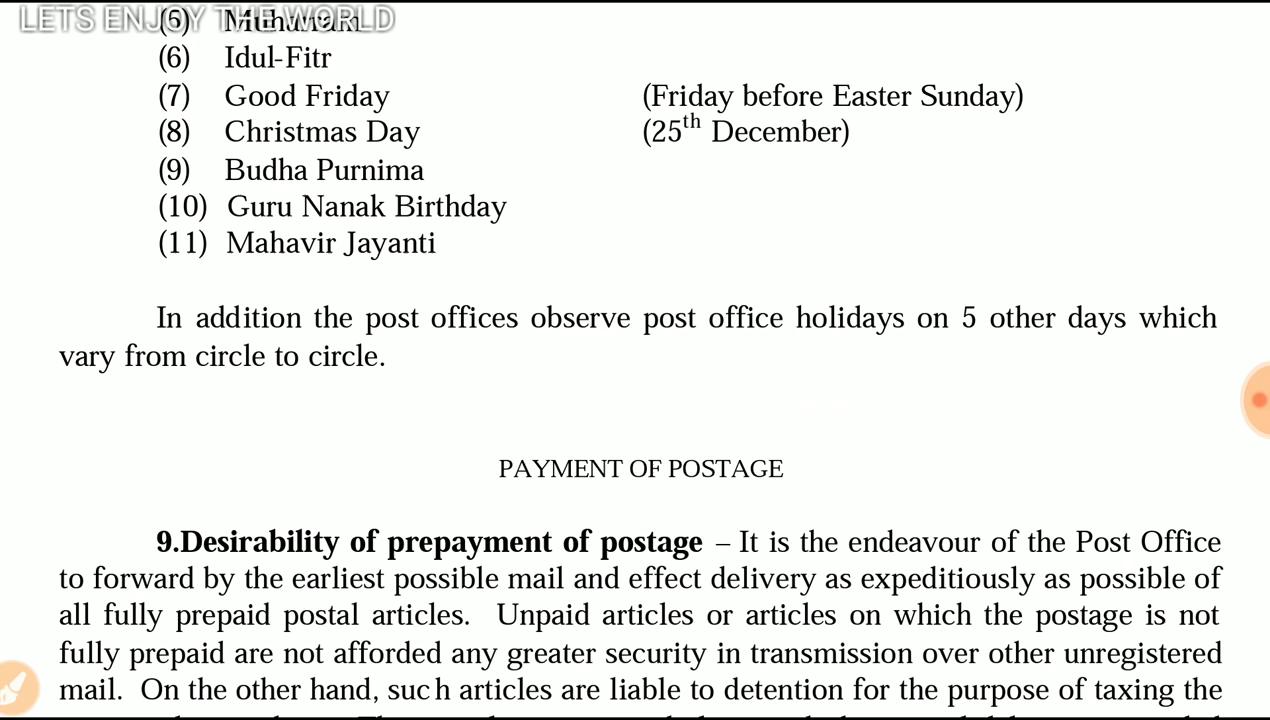 LETS ENJOY THE WORLD
(5) Muharram
(6) Idul-Fitr
(7) Good Friday (Friday before Easter Sunday)
(8) Christmas Day (25th December)
(9) Budha Purnima
(10) Guru Nanak Birthday
(11) Mahavir Jayanti
In addition the post offices observe post office holidays on 5 other days which
vary from circle to circle.
PAYMENT OF POSTAGE
9.Desirability of prepayment of postage – It is the endeavour of the Post Office
to forward by the earliest possible mail and effect delivery as expeditiously as possible of
all fully prepaid postal articles. Unpaid articles or articles on which the postage is not
fully prepaid are not afforded any greater security in transmission over other unregistered
mail. On the other hand, such articles are liable to detention for the purpose of taxing the